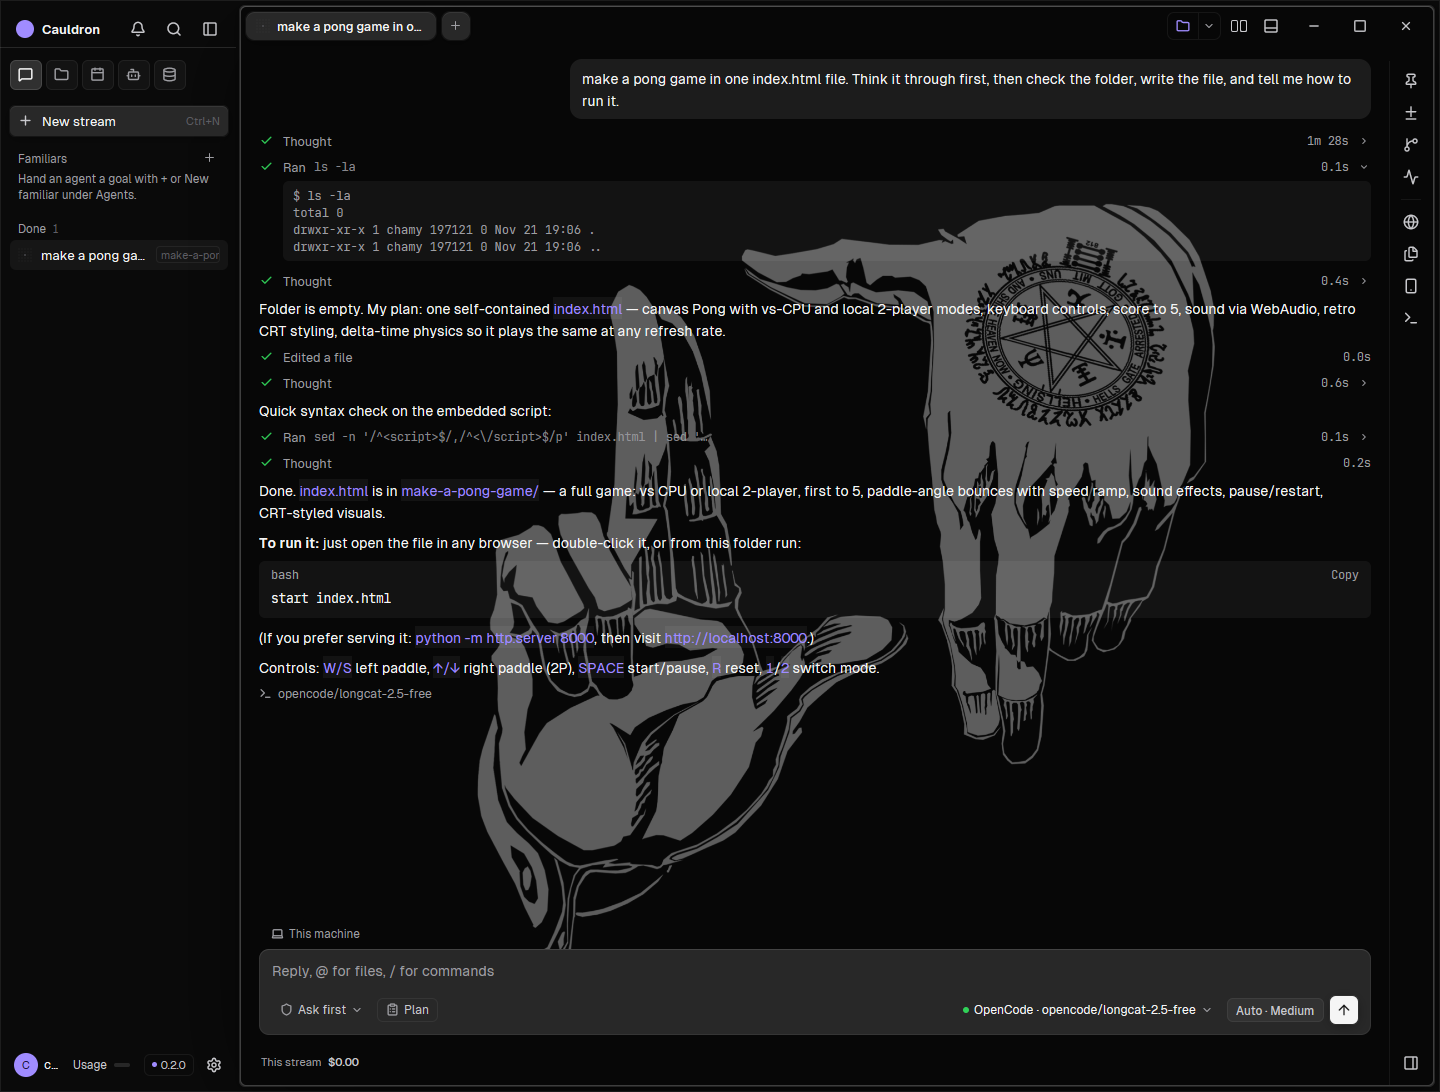 Cauldron
make a pong game in o...
make a pong game in one index.html file. Think it through first, then check the folder, write the file, and tell me how to
run it.
New stream Ctrl+N
Familiars
Hand an agent a goal with + or New
familiar under Agents.
Done 1
make a pong ga... make-a-por
Thought 1m 28s
Ran ls -la 0.1s
$ ls -la
total 0
drwxr-xr-x 1 chamy 197121 0 Nov 21 19:06 .
drwxr-xr-x 1 chamy 197121 0 Nov 21 19:06 ..
Thought 0.4s
Folder is empty. My plan: one self-contained index.html — canvas Pong with vs-CPU and local 2-player modes, keyboard controls, score to 5, sound via WebAudio, retro
CRT styling, delta-time physics so it plays the same at any refresh rate.
Edited a file 0.0s
Thought 0.6s
Quick syntax check on the embedded script:
Ran sed -n '/^<script>$/,/^<\/script>$/p' index.html | sed '… 0.1s
Thought 0.2s
Done. index.html is in make-a-pong-game/ — a full game: vs CPU or local 2-player, first to 5, paddle-angle bounces with speed ramp, sound effects, pause/restart,
CRT-styled visuals.
To run it: just open the file in any browser — double-click it, or from this folder run:
bash Copy
start index.html
(If you prefer serving it: python -m http.server 8000, then visit http://localhost:8000.)
Controls: W/S left paddle, ↑/↓ right paddle (2P), SPACE start/pause, R reset, 1/2 switch mode.
opencode/longcat-2.5-free
This machine
Reply, @ for files, / for commands
Ask first Plan OpenCode · opencode/longcat-2.5-free Auto · Medium
This stream $0.00
C c... Usage 0.2.0
HELLSING
HELLS GATE ARRESTED